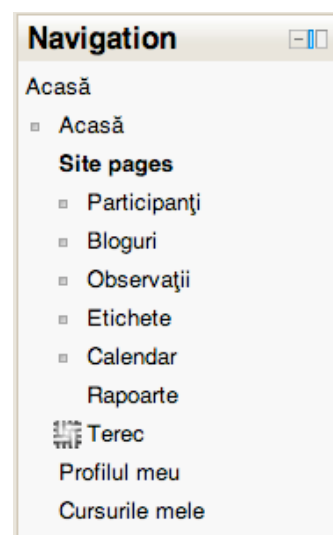 Navigation
Acasă
Acasă
Site pages
Participanţi
Bloguri
Observaţii
Etichete
Calendar
Rapoarte
Terec
Profilul meu
Cursurile mele